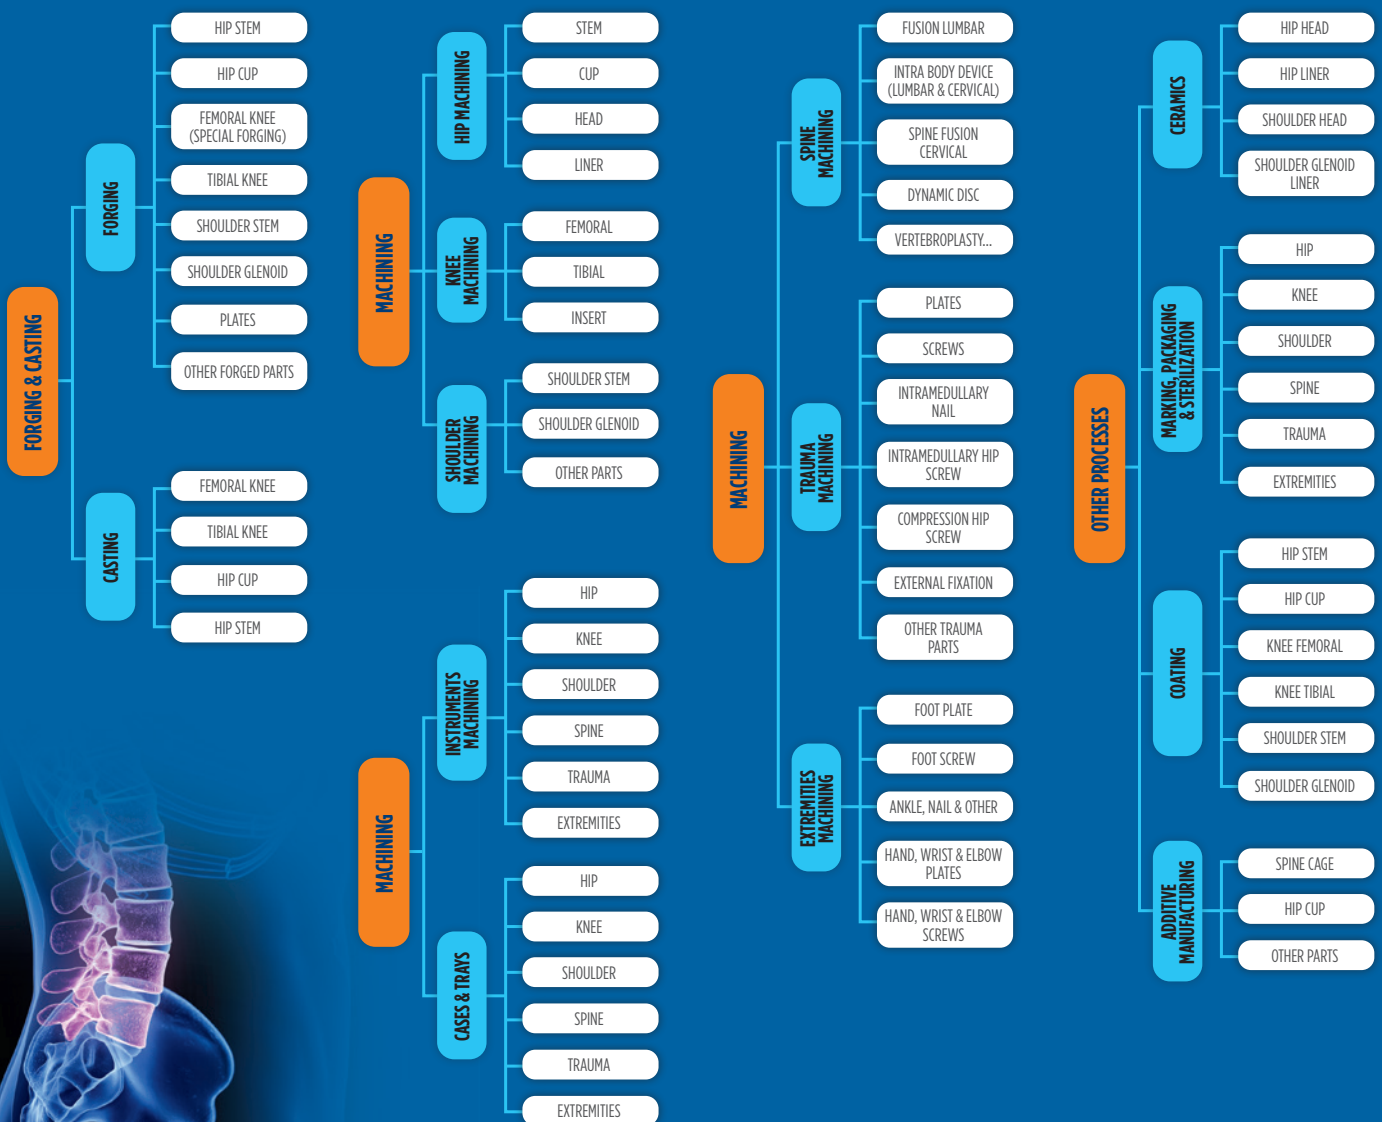 FORGING & CASTING
FORGING
HIP STEM
HIP CUP
FEMORAL KNEE
(SPECIAL FORGING)
TIBIAL KNEE
SHOULDER STEM
SHOULDER GLENOID
PLATES
OTHER FORGED PARTS
CASTING
FEMORAL KNEE
TIBIAL KNEE
HIP CUP
HIP STEM
MACHINING
HIP MACHINING
STEM
CUP
HEAD
LINER
KNEE
MACHINING
FEMORAL
TIBIAL
INSERT
SHOULDER
MACHINING
SHOULDER STEM
SHOULDER GLENOID
OTHER PARTS
MACHINING
INSTRUMENTS
MACHINING
HIP
KNEE
SHOULDER
SPINE
TRAUMA
EXTREMITIES
CASES & TRAYS
HIP
KNEE
SHOULDER
SPINE
TRAUMA
EXTREMITIES
MACHINING
SPINE
MACHINING
FUSION LUMBAR
INTRA BODY DEVICE
(LUMBAR & CERVICAL)
SPINE FUSION
CERVICAL
DYNAMIC DISC
VERTEBROPLASTY...
TRAUMA
MACHINING
PLATES
SCREWS
INTRAMEDULLARY
NAIL
INTRAMEDULLARY HIP
SCREW
COMPRESSION HIP
SCREW
EXTERNAL FIXATION
OTHER TRAUMA
PARTS
EXTREMITIES
MACHINING
FOOT PLATE
FOOT SCREW
ANKLE, NAIL & OTHER
HAND, WRIST & ELBOW
PLATES
HAND, WRIST & ELBOW
SCREWS
OTHER PROCESSES
CERAMICS
HIP HEAD
HIP LINER
SHOULDER HEAD
SHOULDER GLENOID
LINER
MARKING, PACKAGING
& STERILIZATION
HIP
KNEE
SHOULDER
SPINE
TRAUMA
EXTREMITIES
COATING
HIP STEM
HIP CUP
KNEE FEMORAL
KNEE TIBIAL
SHOULDER STEM
SHOULDER GLENOID
ADDITIVE
MANUFACTURING
SPINE CAGE
HIP CUP
OTHER PARTS